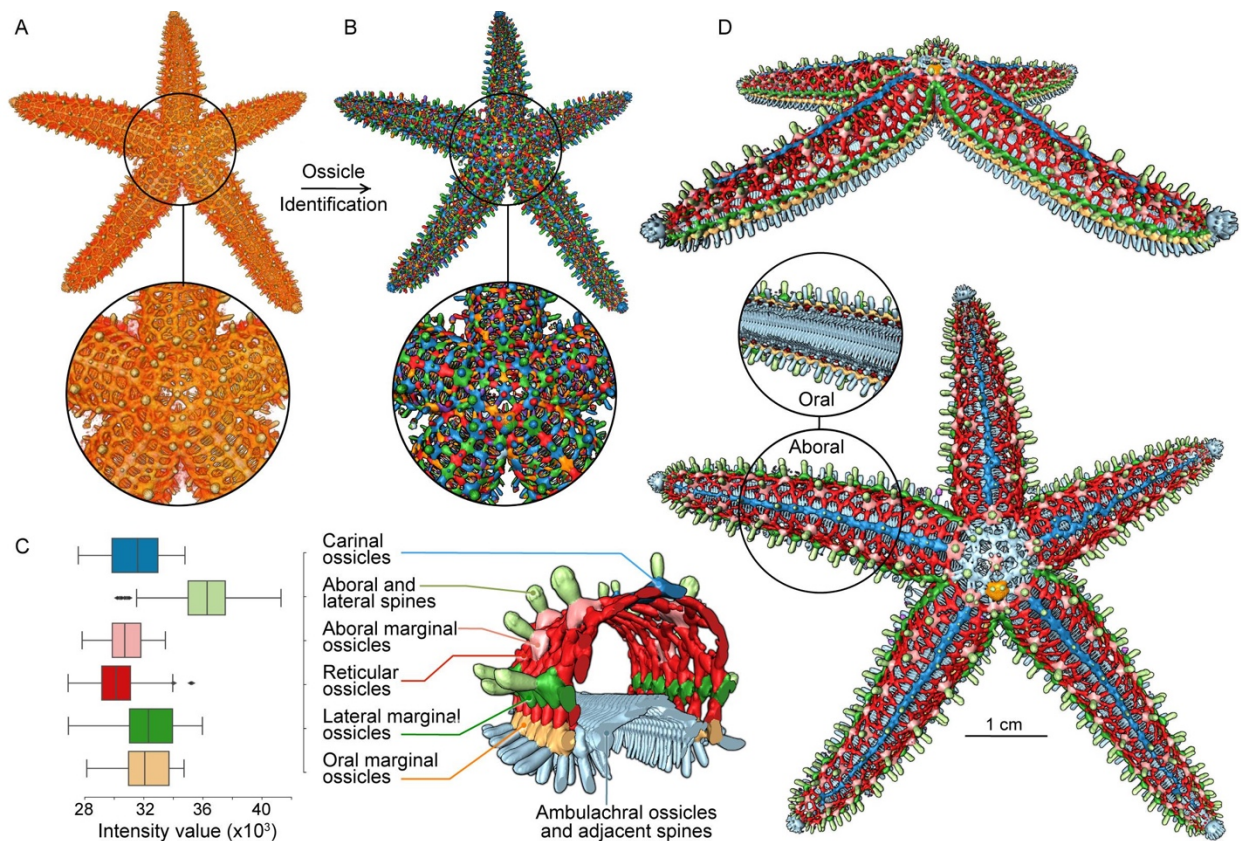 A
B
D
Ossicle
Identification
Oral
Aboral
1 cm
C
Carinal
ossicles
Aboral and
lateral spines
Aboral marginal
ossicles
Reticular
ossicles
Lateral marginal
ossicles
Oral marginal
ossicles
28 32 36 40
Intensity value (x10³)
Ambulachral ossicles
and adjacent spines